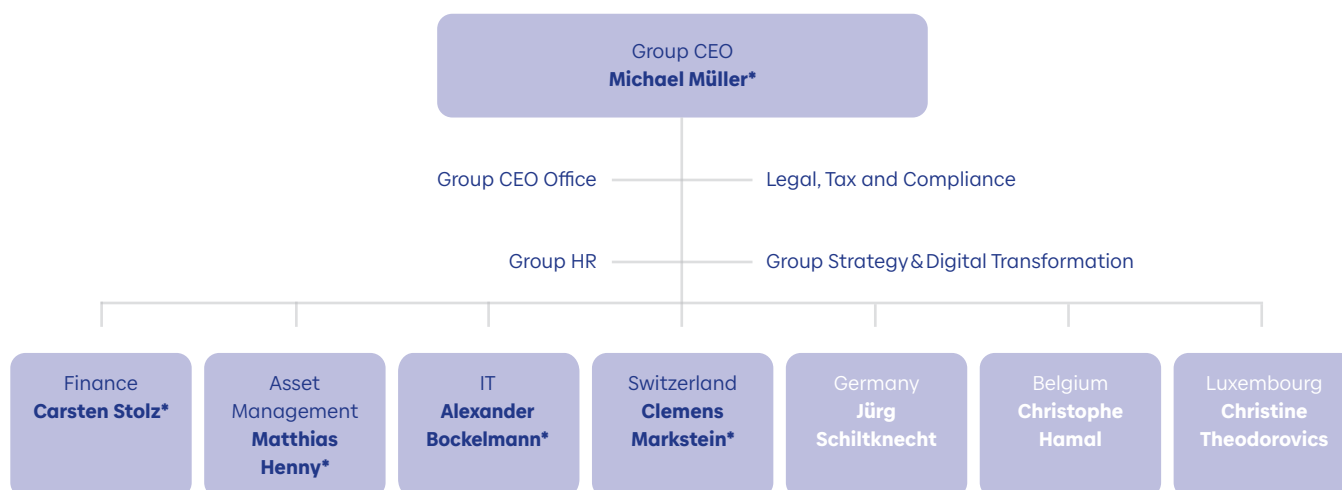 Group CEO
Michael Müller*
Group CEO Office
Legal, Tax and Compliance
Group HR
Group Strategy & Digital Transformation
Finance
Carsten Stolz*
Asset
Management
Matthias
Henny*
IT
Alexander
Bockelmann*
Switzerland
Clemens
Markstein*
Germany
Jürg
Schiltknecht
Belgium
Christophe
Hamal
Luxembourg
Christine
Theodorovics